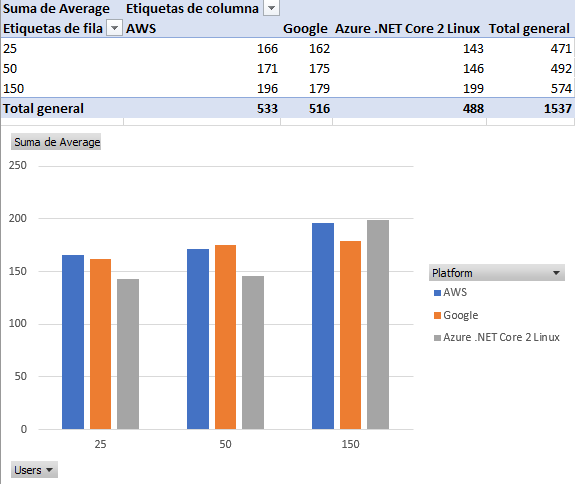 Suma de Average Etiquetas de columna
Etiquetas de fila AWS Google Azure .NET Core 2 Linux Total general
25 166 162 143 471
50 171 175 146 492
150 196 179 199 574
Total general 533 516 488 1537
Suma de Average
250
200
150
100
50
0
25 50 150
Platform
AWS
Google
Azure .NET Core 2 Linux
Users